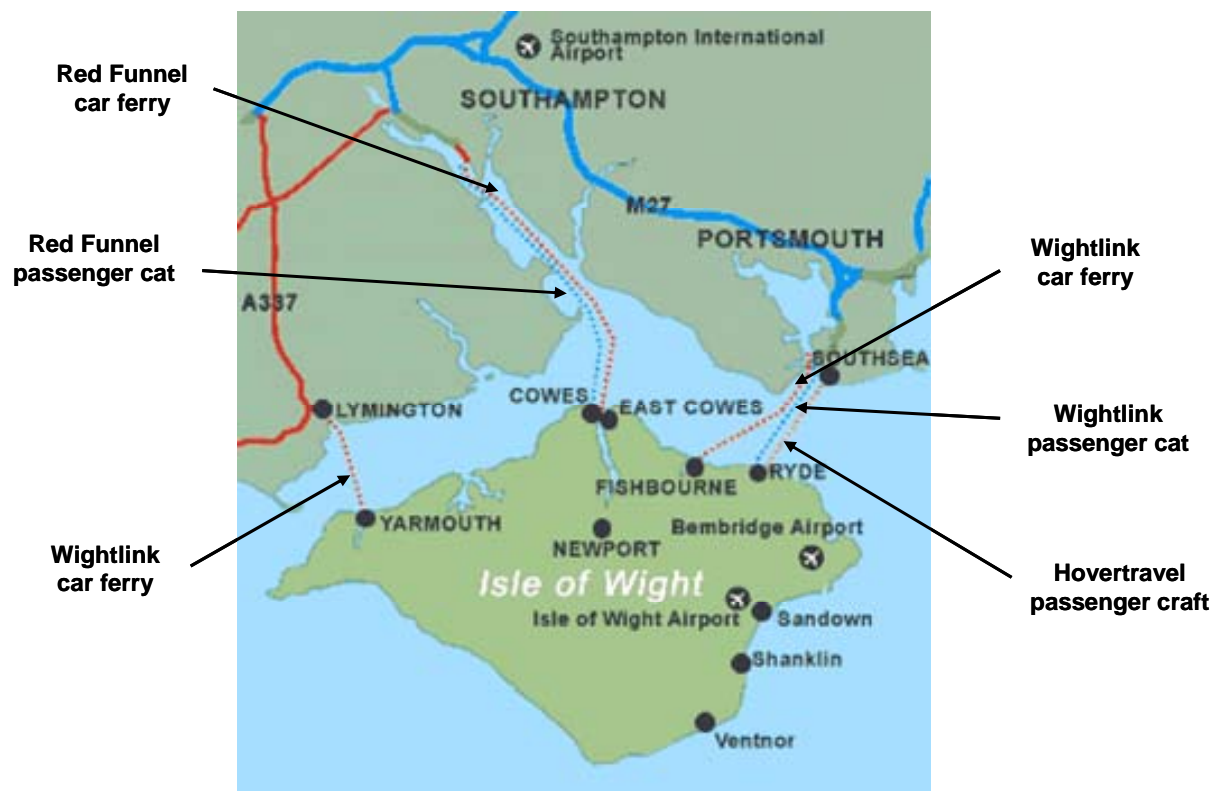 Southampton International
Airport
Red Funnel
car ferry
SOUTHAMPTON
M27
PORTSMOUTH
Red Funnel
passenger cat
Wightlink
car ferry
A337
SOUTHSEA
COWES
EAST COWES
LYMINGTON
Wightlink
passenger cat
FISHBOURNE
RYDE
YARMOUTH
Bembridge Airport
NEWPORT
Wightlink
car ferry
Isle of Wight
Hovertravel
passenger craft
Isle of Wight Airport
Sandown
Shanklin
Ventnor